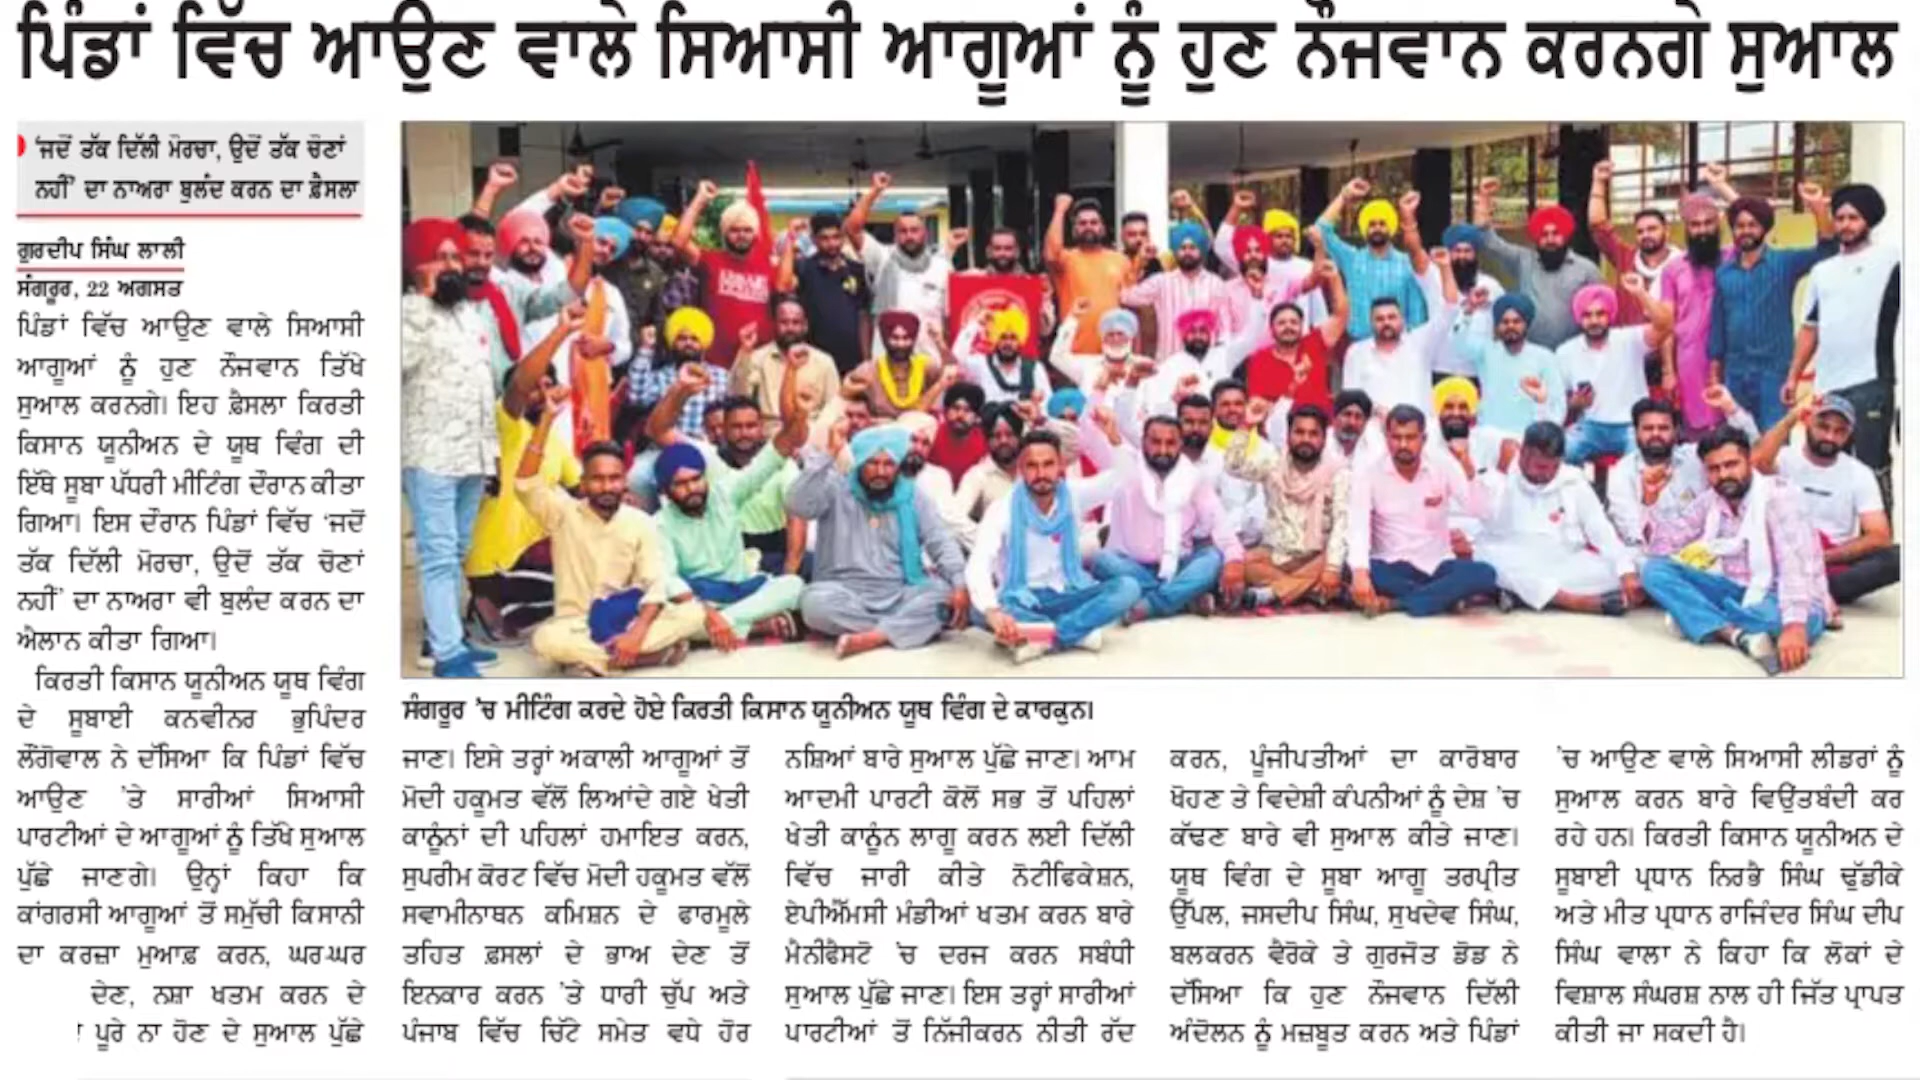 ਪਿੰਡਾਂ ਵਿੱਚ ਆਉਣ ਵਾਲੇ ਸਿਆਸੀ ਆਗੂਆਂ ਨੂੰ ਹੁਣ ਨੌਜਵਾਨ ਕਰਨਗੇ ਸੁਆਲ
‘ਜਦੋਂ ਤੱਕ ਦਿੱਲੀ ਮੋਰਚਾ, ਉਦੋਂ ਤੱਕ ਚੋਣਾਂ
ਨਹੀਂ’ ਦਾ ਨਾਅਰਾ ਬੁਲੰਦ ਕਰਨ ਦਾ ਫ਼ੈਸਲਾ
ਗੁਰਦੀਪ ਸਿੰਘ ਲਾਲੀ
ਸੰਗਰੂਰ, 22 ਅਗਸਤ
ਪਿੰਡਾਂ ਵਿੱਚ ਆਉਣ ਵਾਲੇ ਸਿਆਸੀ
ਆਗੂਆਂ ਨੂੰ ਹੁਣ ਨੌਜਵਾਨ ਤਿੱਖੇ
ਸੁਆਲ ਕਰਨਗੇ। ਇਹ ਫ਼ੈਸਲਾ ਕਿਰਤੀ
ਕਿਸਾਨ ਯੂਨੀਅਨ ਦੇ ਯੂਥ ਵਿੰਗ ਦੀ
ਇੱਥੇ ਸੂਬਾ ਪੱਧਰੀ ਮੀਟਿੰਗ ਦੌਰਾਨ ਕੀਤਾ
ਗਿਆ। ਇਸ ਦੌਰਾਨ ਪਿੰਡਾਂ ਵਿੱਚ ‘ਜਦੋਂ
ਤੱਕ ਦਿੱਲੀ ਮੋਰਚਾ, ਉਦੋਂ ਤੱਕ ਚੋਣਾਂ
ਨਹੀਂ’ ਦਾ ਨਾਅਰਾ ਵੀ ਬੁਲੰਦ ਕਰਨ ਦਾ
ਐਲਾਨ ਕੀਤਾ ਗਿਆ।
ਕਿਰਤੀ ਕਿਸਾਨ ਯੂਨੀਅਨ ਯੂਥ ਵਿੰਗ
ਦੇ ਸੂਬਾਈ ਕਨਵੀਨਰ ਭੁਪਿੰਦਰ
ਲੌਂਗੋਵਾਲ ਨੇ ਦੱਸਿਆ ਕਿ ਪਿੰਡਾਂ ਵਿੱਚ
ਆਉਣ ’ਤੇ ਸਾਰੀਆਂ ਸਿਆਸੀ
ਪਾਰਟੀਆਂ ਦੇ ਆਗੂਆਂ ਨੂੰ ਤਿੱਖੇ ਸੁਆਲ
ਪੁੱਛੇ ਜਾਣਗੇ। ਉਨ੍ਹਾਂ ਕਿਹਾ ਕਿ
ਕਾਂਗਰਸੀ ਆਗੂਆਂ ਤੋਂ ਸਮੁੱਚੀ ਕਿਸਾਨੀ
ਦਾ ਕਰਜ਼ਾ ਮੁਆਫ਼ ਕਰਨ, ਘਰ-ਘਰ
ਦੇਣ, ਨਸ਼ਾ ਖਤਮ ਕਰਨ ਦੇ
ਪੂਰੇ ਨਾ ਹੋਣ ਦੇ ਸੁਆਲ ਪੁੱਛੇ
ਸੰਗਰੂਰ ’ਚ ਮੀਟਿੰਗ ਕਰਦੇ ਹੋਏ ਕਿਰਤੀ ਕਿਸਾਨ ਯੂਨੀਅਨ ਯੂਥ ਵਿੰਗ ਦੇ ਕਾਰਕੁਨ।
ਜਾਣ। ਇਸੇ ਤਰ੍ਹਾਂ ਅਕਾਲੀ ਆਗੂਆਂ ਤੋਂ
ਮੋਦੀ ਹਕੂਮਤ ਵੱਲੋਂ ਲਿਆਂਦੇ ਗਏ ਖੇਤੀ
ਕਾਨੂੰਨਾਂ ਦੀ ਪਹਿਲਾਂ ਹਮਾਇਤ ਕਰਨ,
ਸੁਪਰੀਮ ਕੋਰਟ ਵਿੱਚ ਮੋਦੀ ਹਕੂਮਤ ਵੱਲੋਂ
ਸਵਾਮੀਨਾਥਨ ਕਮਿਸ਼ਨ ਦੇ ਫਾਰਮੂਲੇ
ਤਹਿਤ ਫ਼ਸਲਾਂ ਦੇ ਭਾਅ ਦੇਣ ਤੋਂ
ਇਨਕਾਰ ਕਰਨ ’ਤੇ ਧਾਰੀ ਚੁੱਪ ਅਤੇ
ਪੰਜਾਬ ਵਿੱਚ ਚਿੱਟੇ ਸਮੇਤ ਵਧੇ ਹੋਰ
ਨਸ਼ਿਆਂ ਬਾਰੇ ਸੁਆਲ ਪੁੱਛੇ ਜਾਣ। ਆਮ
ਆਦਮੀ ਪਾਰਟੀ ਕੋਲੋਂ ਸਭ ਤੋਂ ਪਹਿਲਾਂ
ਖੇਤੀ ਕਾਨੂੰਨ ਲਾਗੂ ਕਰਨ ਲਈ ਦਿੱਲੀ
ਵਿੱਚ ਜਾਰੀ ਕੀਤੇ ਨੋਟੀਫਿਕੇਸ਼ਨ,
ਏਪੀਐੱਮਸੀ ਮੰਡੀਆਂ ਖਤਮ ਕਰਨ ਬਾਰੇ
ਮੈਨੀਫੈਸਟੋ ’ਚ ਦਰਜ ਕਰਨ ਸਬੰਧੀ
ਸੁਆਲ ਪੁੱਛੇ ਜਾਣ। ਇਸ ਤਰ੍ਹਾਂ ਸਾਰੀਆਂ
ਪਾਰਟੀਆਂ ਤੋਂ ਨਿੱਜੀਕਰਨ ਨੀਤੀ ਰੱਦ
ਕਰਨ, ਪੂੰਜੀਪਤੀਆਂ ਦਾ ਕਾਰੋਬਾਰ
ਖੋਹਣ ਤੇ ਵਿਦੇਸ਼ੀ ਕੰਪਨੀਆਂ ਨੂੰ ਦੇਸ਼ ’ਚ
ਕੱਢਣ ਬਾਰੇ ਵੀ ਸੁਆਲ ਕੀਤੇ ਜਾਣ।
ਯੂਥ ਵਿੰਗ ਦੇ ਸੂਬਾ ਆਗੂ ਤਰਪ੍ਰੀਤ
ਉੱਪਲ, ਜਸਦੀਪ ਸਿੰਘ, ਸੁਖਦੇਵ ਸਿੰਘ,
ਬਲਕਰਨ ਵੈਰੋਕੇ ਤੇ ਗੁਰਜੋਤ ਡੋਡ ਨੇ
ਦੱਸਿਆ ਕਿ ਹੁਣ ਨੌਜਵਾਨ ਦਿੱਲੀ
ਅੰਦੋਲਨ ਨੂੰ ਮਜ਼ਬੂਤ ਕਰਨ ਅਤੇ ਪਿੰਡਾਂ
’ਚ ਆਉਣ ਵਾਲੇ ਸਿਆਸੀ ਲੀਡਰਾਂ ਨੂੰ
ਸੁਆਲ ਕਰਨ ਬਾਰੇ ਵਿਉਂਤਬੰਦੀ ਕਰ
ਰਹੇ ਹਨ। ਕਿਰਤੀ ਕਿਸਾਨ ਯੂਨੀਅਨ ਦੇ
ਸੂਬਾਈ ਪ੍ਰਧਾਨ ਨਿਰਭੈ ਸਿੰਘ ਢੁੱਡੀਕੇ
ਅਤੇ ਮੀਤ ਪ੍ਰਧਾਨ ਰਾਜਿੰਦਰ ਸਿੰਘ ਦੀਪ
ਸਿੰਘ ਵਾਲਾ ਨੇ ਕਿਹਾ ਕਿ ਲੋਕਾਂ ਦੇ
ਵਿਸ਼ਾਲ ਸੰਘਰਸ਼ ਨਾਲ ਹੀ ਜਿੱਤ ਪ੍ਰਾਪਤ
ਕੀਤੀ ਜਾ ਸਕਦੀ ਹੈ।